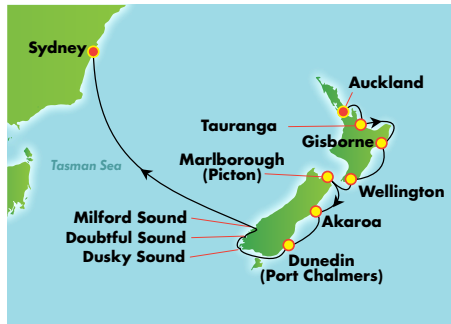 Sydney
Auckland
Tauranga
Gisborne
Marlborough
(Picton)
Tasman Sea
Wellington
Milford Sound
Akaroa
Doubtful Sound
Dusky Sound
Dunedin
(Port Chalmers)